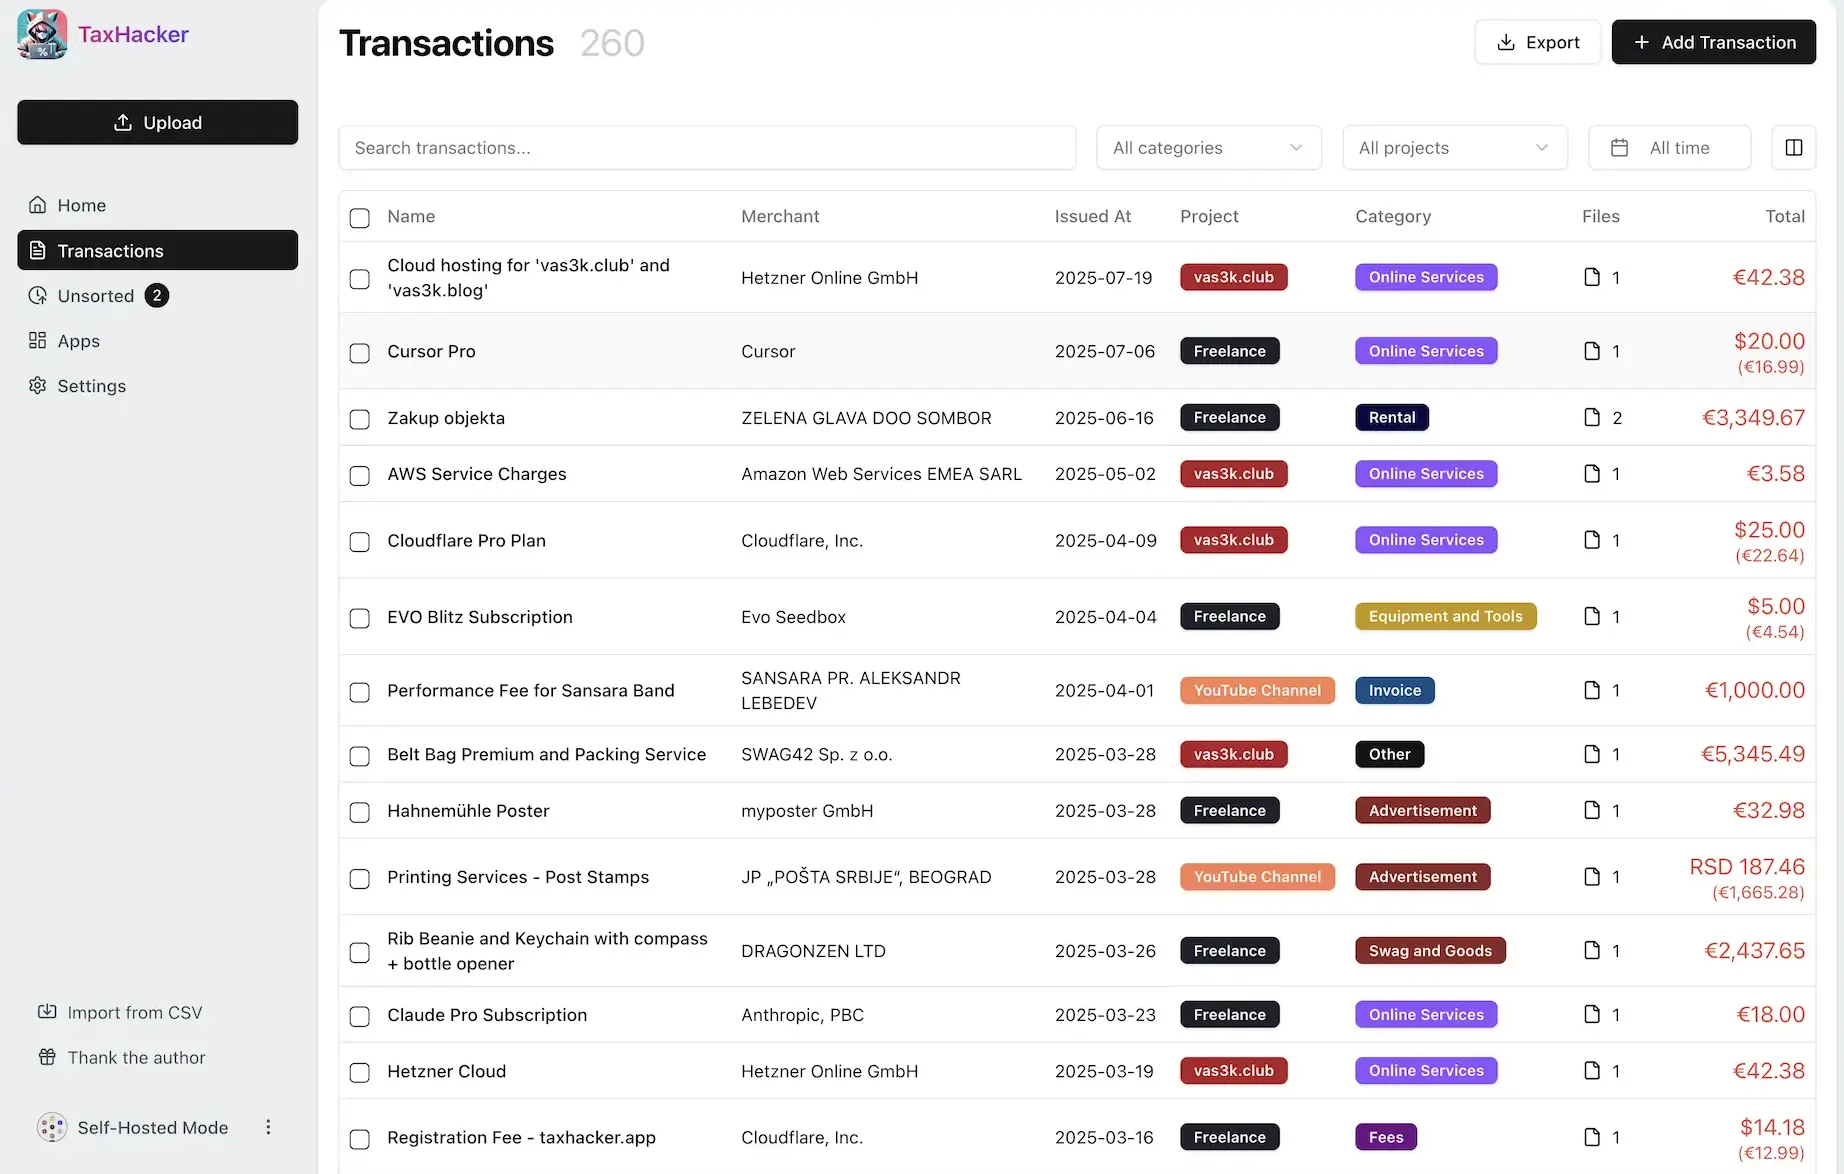 TaxHacker
Upload
Home
Transactions
Unsorted 2
Apps
Settings
Import from CSV
Thank the author
Self-Hosted Mode
Transactions 260
Export
+ Add Transaction
Search transactions...
All categories
All projects
All time
Name Merchant Issued At Project Category Files Total
Cloud hosting for 'vas3k.club' and
'vas3k.blog'
Hetzner Online GmbH 2025-07-19 vas3k.club Online Services 1 €42.38
Cursor Pro Cursor 2025-07-06 Freelance Online Services 1 $20.00
(€16.99)
Zakup objekta ZELENA GLAVA DOO SOMBOR 2025-06-16 Freelance Rental 2 €3,349.67
AWS Service Charges Amazon Web Services EMEA SARL 2025-05-02 vas3k.club Online Services 1 €3.58
Cloudflare Pro Plan Cloudflare, Inc. 2025-04-09 vas3k.club Online Services 1 $25.00
(€22.64)
EVO Blitz Subscription Evo Seedbox 2025-04-04 Freelance Equipment and Tools 1 $5.00
(€4.54)
Performance Fee for Sansara Band SANSARA PR. ALEKSANDR
LEBEDEV
2025-04-01 YouTube Channel Invoice 1 €1,000.00
Belt Bag Premium and Packing Service SWAG42 Sp. z o.o. 2025-03-28 vas3k.club Other 1 €5,345.49
Hahnemühle Poster myposter GmbH 2025-03-28 Freelance Advertisement 1 €32.98
Printing Services - Post Stamps JP „POŠTA SRBIJE“, BEOGRAD 2025-03-28 YouTube Channel Advertisement 1 RSD 187.46
(€1,665.28)
Rib Beanie and Keychain with compass
+ bottle opener
DRAGONZEN LTD 2025-03-26 Freelance Swag and Goods 1 €2,437.65
Claude Pro Subscription Anthropic, PBC 2025-03-23 Freelance Online Services 1 €18.00
Hetzner Cloud Hetzner Online GmbH 2025-03-19 vas3k.club Online Services 1 €42.38
Registration Fee - taxhacker.app Cloudflare, Inc. 2025-03-16 Freelance Fees 1 $14.18
(€12.99)